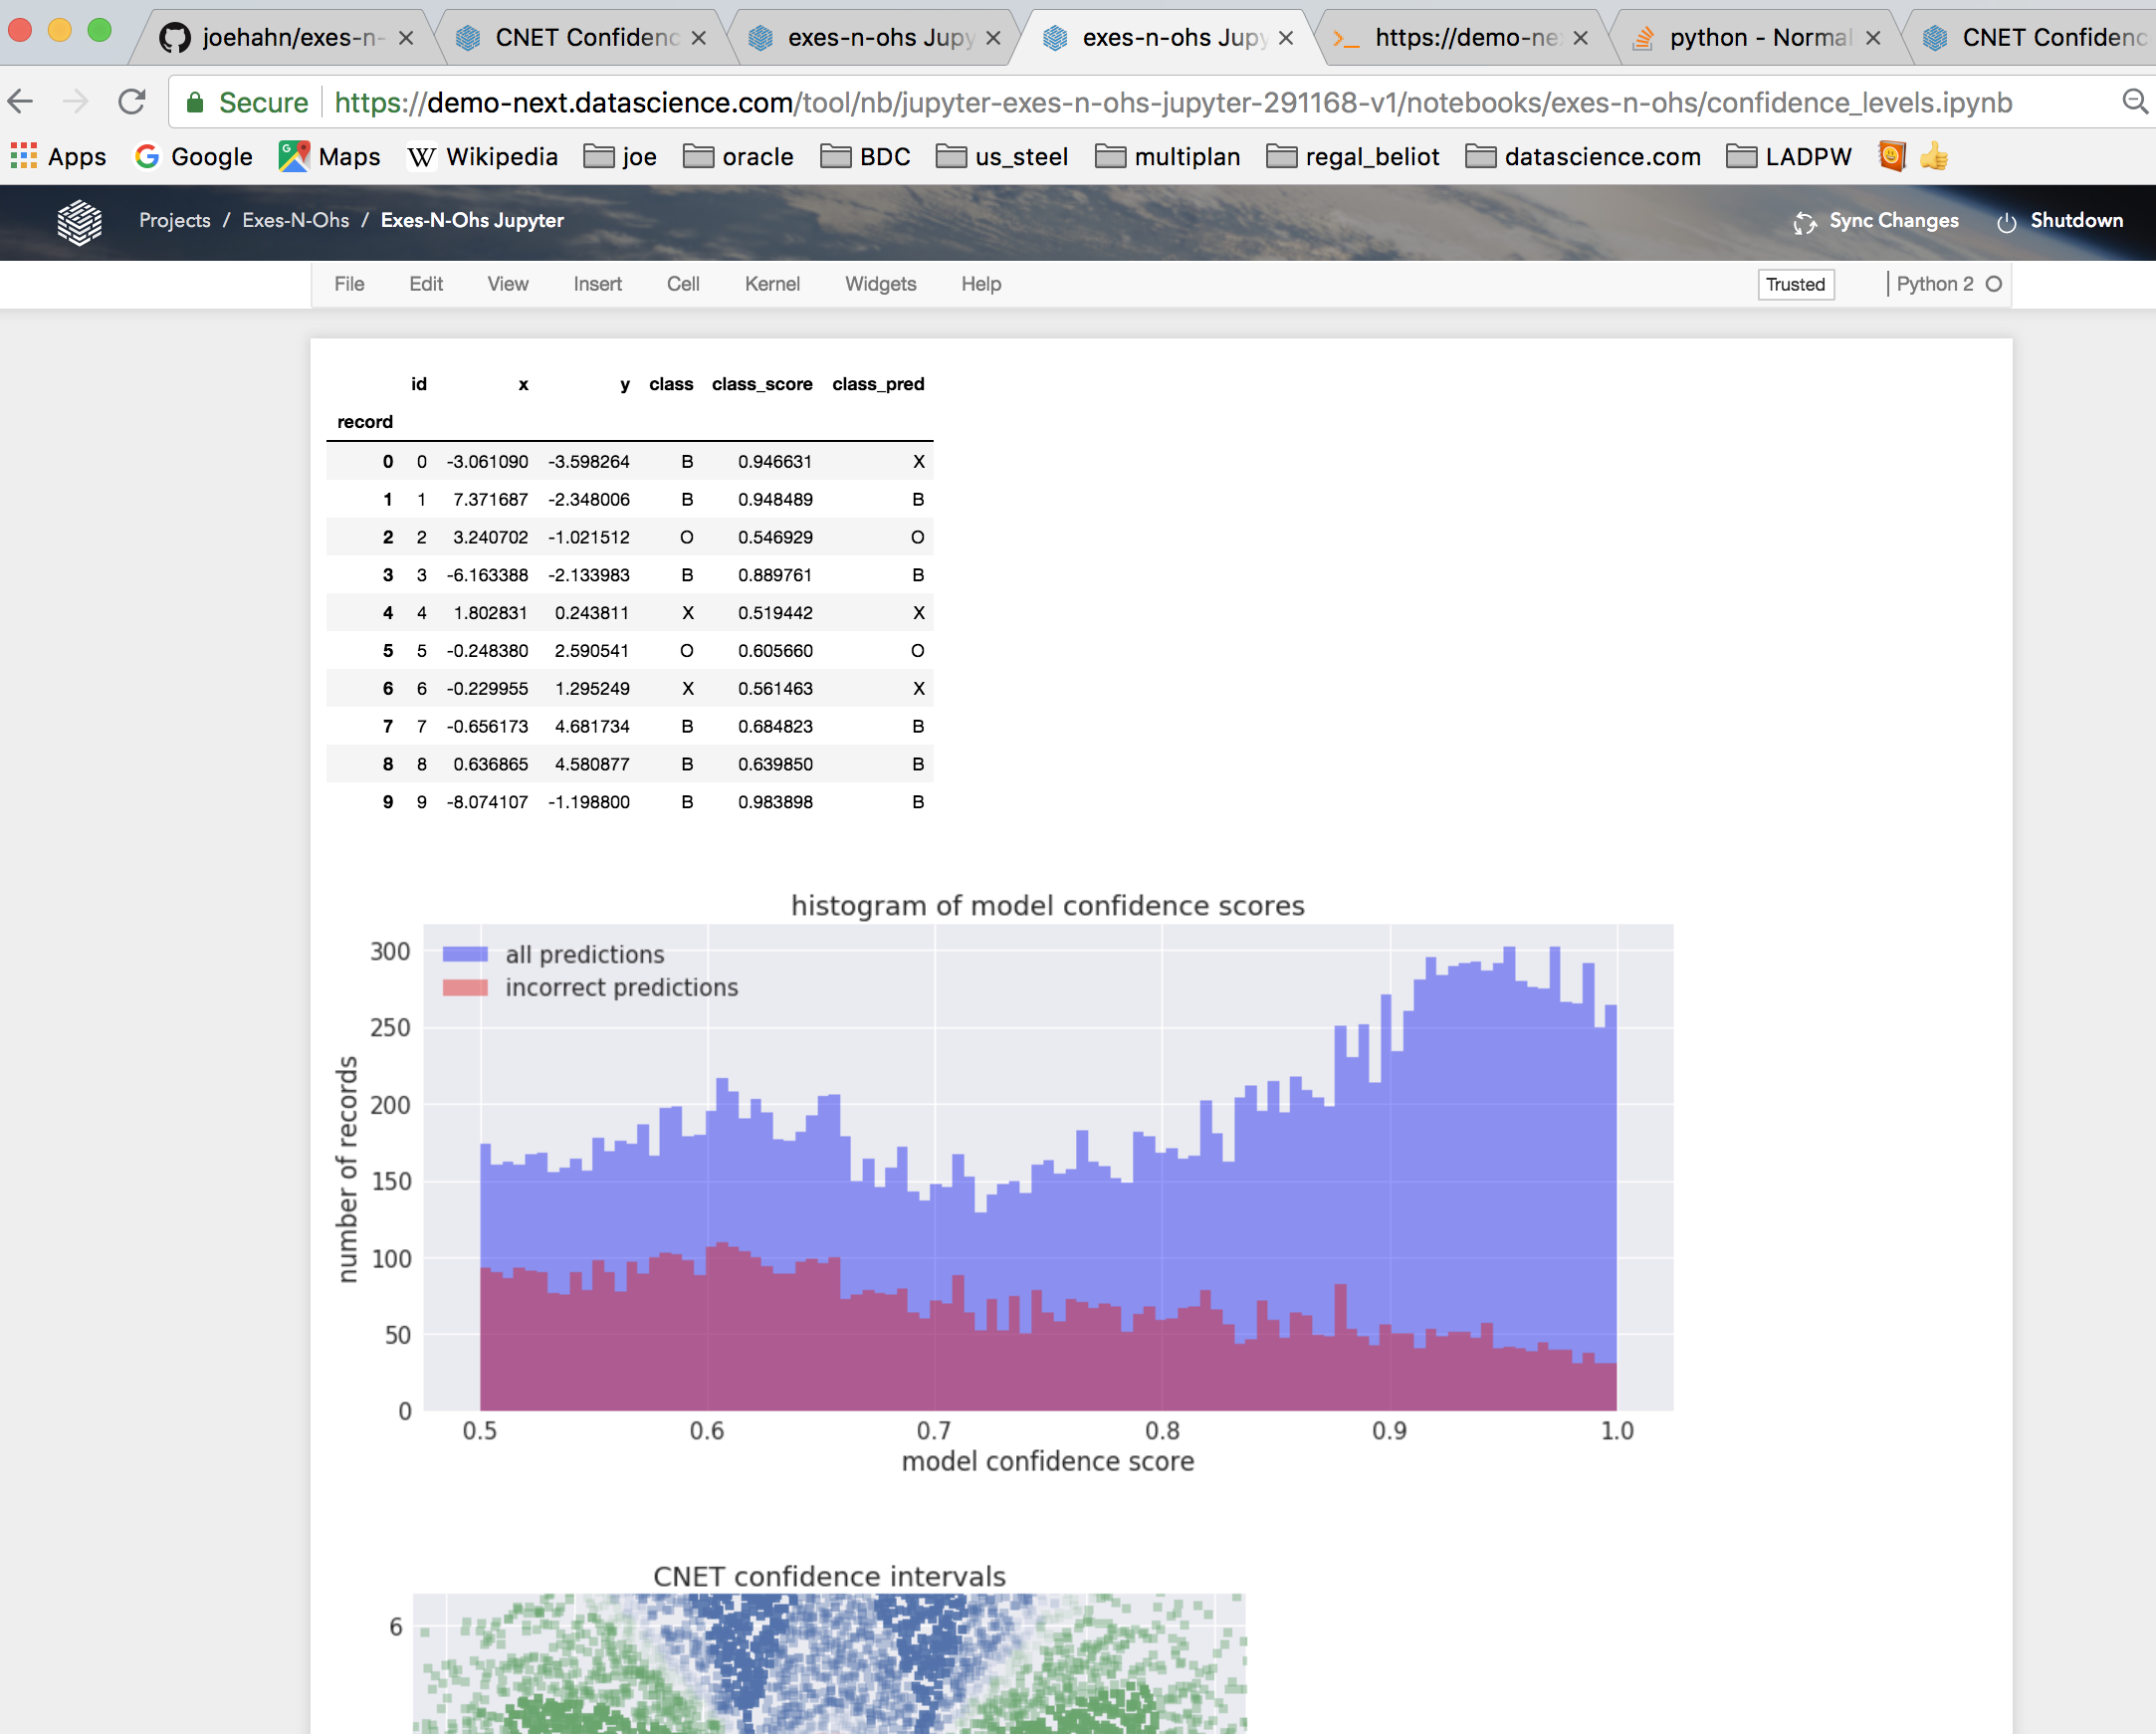 joehahn/exes-n- CNET Confidenc exes-n-ohs Jupy exes-n-ohs Jupy https://demo-ne python - Normal CNET Confidenc
Secure https://demo-next.datascience.com/tool/nb/jupyter-exes-n-ohs-jupyter-291168-v1/notebooks/exes-n-ohs/confidence_levels.ipynb
Apps Google Maps Wikipedia joe oracle BDC us_steel multiplan regal_beliot datascience.com LADPW
Projects / Exes-N-Ohs / Exes-N-Ohs Jupyter Sync Changes Shutdown
File Edit View Insert Cell Kernel Widgets Help Trusted Python 2
id x y class class_score class_pred
record
0 0 -3.061090 -3.598264 B 0.946631 X
1 1 7.371687 -2.348006 B 0.948489 B
2 2 3.240702 -1.021512 O 0.546929 O
3 3 -6.163388 -2.133983 B 0.889761 B
4 4 1.802831 0.243811 X 0.519442 X
5 5 -0.248380 2.590541 O 0.605660 O
6 6 -0.229955 1.295249 X 0.561463 X
7 7 -0.656173 4.681734 B 0.684823 B
8 8 0.636865 4.580877 B 0.639850 B
9 9 -8.074107 -1.198800 B 0.983898 B
histogram of model confidence scores
all predictions
incorrect predictions
300
250
200
150
100
50
0
number of records
0.5 0.6 0.7 0.8 0.9 1.0
model confidence score
CNET confidence intervals
6